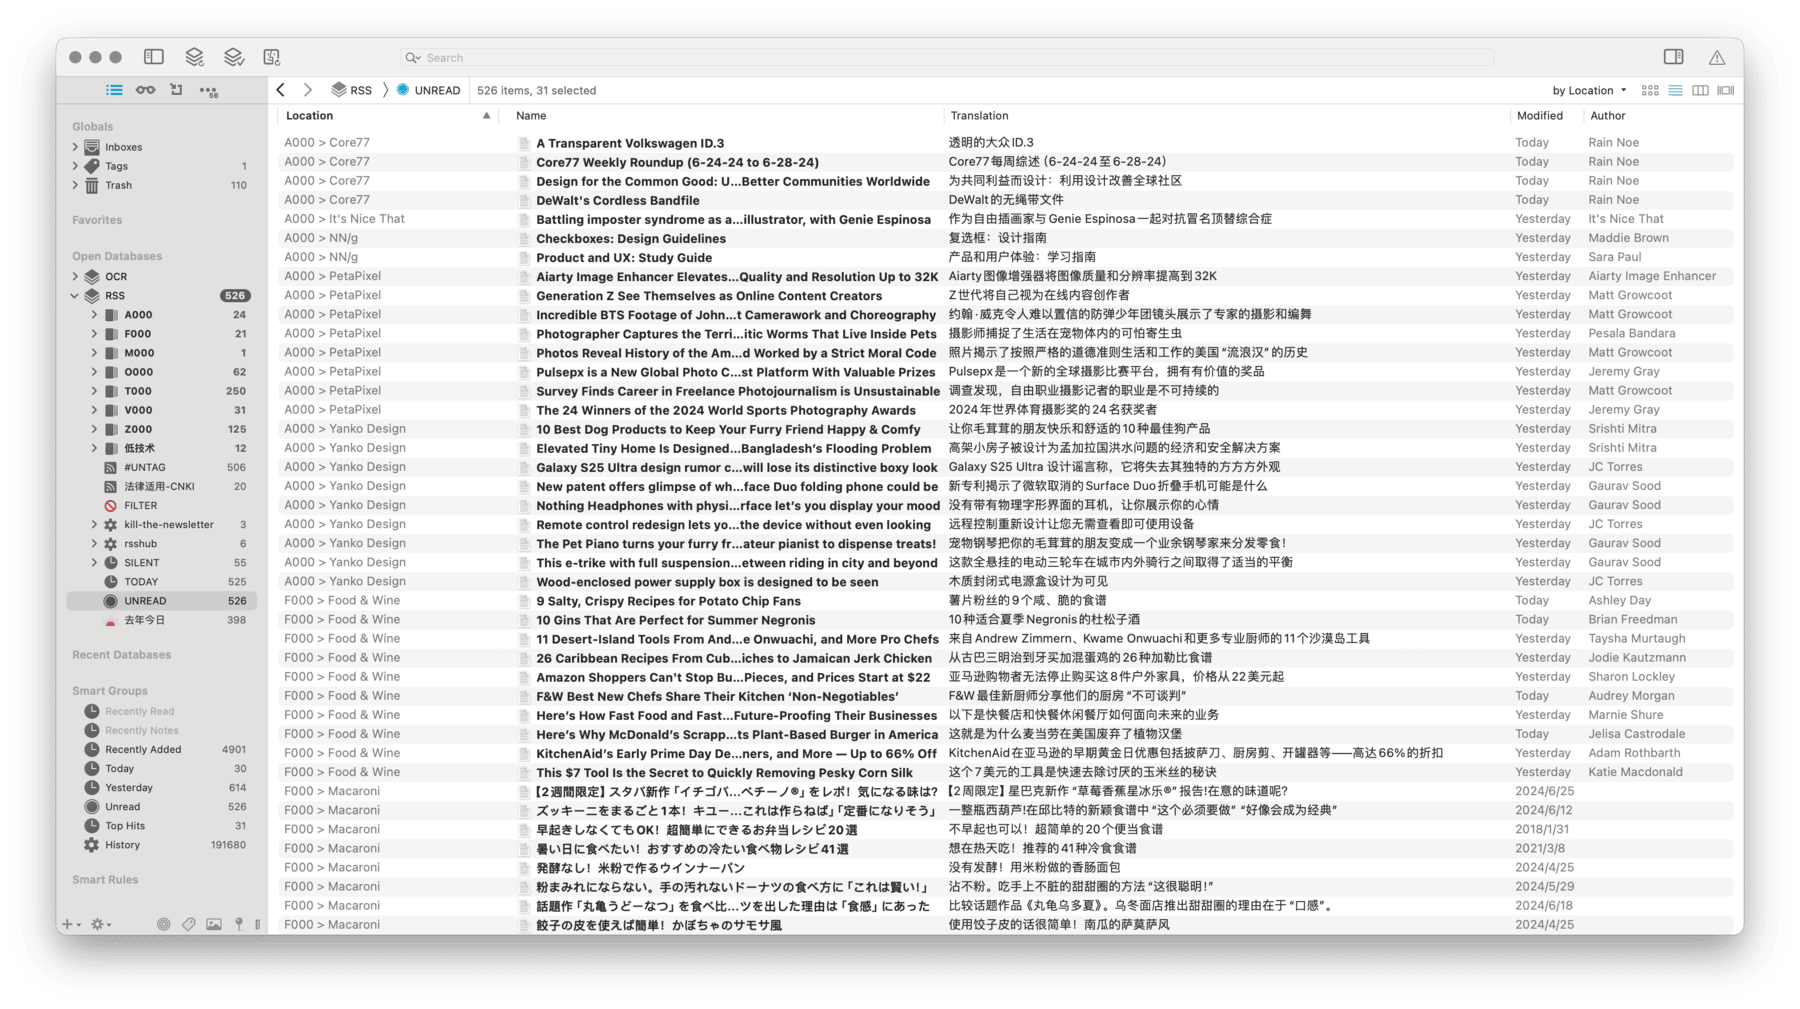 Search
56
RSS
UNREAD
526 items, 31 selected
by Location
Globals
Inboxes
Tags 1
Trash 110
Favorites
Open Databases
OCR
RSS 526
A000 24
F000 21
M000 1
O000 62
T000 250
V000 31
Z000 125
低技术 12
#UNTAG 506
法律适用-CNKI 20
FILTER
kill-the-newsletter 3
rsshub 6
SILENT 55
TODAY 525
UNREAD 526
去年今日 398
Recent Databases
Smart Groups
Recently Read
Recently Notes
Recently Added 4901
Today 30
Yesterday 614
Unread 526
Top Hits 31
History 191680
Smart Rules
Location Name Translation Modified Author
A000 > Core77 A Transparent Volkswagen ID.3 透明的大众ID.3 Today Rain Noe
A000 > Core77 Core77 Weekly Roundup (6-24-24 to 6-28-24) Core77每周综述 (6-24-24至6-28-24) Today Rain Noe
A000 > Core77 Design for the Common Good: U...Better Communities Worldwide 为共同利益而设计：利用设计改善全球社区 Today Rain Noe
A000 > Core77 DeWalt's Cordless Bandfile DeWalt的无绳带文件 Today Rain Noe
A000 > It's Nice That Battling imposter syndrome as a...illustrator, with Genie Espinosa 作为自由插画家与Genie Espinosa一起对抗冒名顶替综合症 Yesterday It's Nice That
A000 > NN/g Checkboxes: Design Guidelines 复选框：设计指南 Yesterday Maddie Brown
A000 > NN/g Product and UX: Study Guide 产品和用户体验：学习指南 Yesterday Sara Paul
A000 > PetaPixel Aiarty Image Enhancer Elevates...Quality and Resolution Up to 32K Aiarty图像增强器将图像质量和分辨率提高到32K Yesterday Aiarty Image Enhancer
A000 > PetaPixel Generation Z See Themselves as Online Content Creators Z世代将自己视为在线内容创作者 Yesterday Matt Growcoot
A000 > PetaPixel Incredible BTS Footage of John...t Camerawork and Choreography 约翰·威克令人难以置信的防弹少年团镜头展示了专家的摄影和编舞 Yesterday Matt Growcoot
A000 > PetaPixel Photographer Captures the Terri...itic Worms That Live Inside Pets 摄影师捕捉了生活在宠物体内的可怕寄生虫 Yesterday Pesala Bandara
A000 > PetaPixel Photos Reveal History of the Am...d Worked by a Strict Moral Code 照片揭示了按照严格的道德准则生活和工作的美国“流浪汉”的历史 Yesterday Matt Growcoot
A000 > PetaPixel Pulsepx is a New Global Photo C...st Platform With Valuable Prizes Pulsepx是一个新的全球摄影比赛平台，拥有有价值的奖品 Yesterday Jeremy Gray
A000 > PetaPixel Survey Finds Career in Freelance Photojournalism is Unsustainable 调查发现，自由职业摄影记者的职业是不可持续的 Yesterday Matt Growcoot
A000 > PetaPixel The 24 Winners of the 2024 World Sports Photography Awards 2024年世界体育摄影奖的24名获奖者 Yesterday Jeremy Gray
A000 > Yanko Design 10 Best Dog Products to Keep Your Furry Friend Happy & Comfy 让你毛茸茸的朋友快乐和舒适的10种最佳狗产品 Yesterday Srishti Mitra
A000 > Yanko Design Elevated Tiny Home Is Designed...Bangladesh’s Flooding Problem 高架小房子被设计为孟加拉国洪水问题的经济和安全解决方案 Yesterday Srishti Mitra
A000 > Yanko Design Galaxy S25 Ultra design rumor c...will lose its distinctive boxy look Galaxy S25 Ultra 设计谣言称，它将失去其独特的方方方外观 Yesterday JC Torres
A000 > Yanko Design New patent offers glimpse of wh...face Duo folding phone could be 新专利揭示了微软取消的Surface Duo折叠手机可能是什么 Yesterday Gaurav Sood
A000 > Yanko Design Nothing Headphones with physi...rface let’s you display your mood 没有带有物理字形界面的耳机，让你展示你的心情 Yesterday Gaurav Sood
A000 > Yanko Design Remote control redesign lets yo...the device without even looking 远程控制重新设计让您无需查看即可使用设备 Yesterday JC Torres
A000 > Yanko Design The Pet Piano turns your furry fr...ateur pianist to dispense treats! 宠物钢琴把你的毛茸茸的朋友变成一个业余钢琴家来分发零食！ Yesterday Gaurav Sood
A000 > Yanko Design This e-trike with full suspension...etween riding in city and beyond 这款全悬挂的电动三轮车在城市内外骑行之间取得了适当的平衡 Yesterday Gaurav Sood
A000 > Yanko Design Wood-enclosed power supply box is designed to be seen 木质封闭式电源盒设计为可见 Yesterday JC Torres
F000 > Food & Wine 9 Salty, Crispy Recipes for Potato Chip Fans 薯片粉丝的9个咸、脆的食谱 Today Ashley Day
F000 > Food & Wine 10 Gins That Are Perfect for Summer Negronis 10种适合夏季Negronis的杜松子酒 Today Brian Freedman
F000 > Food & Wine 11 Desert-Island Tools From And...e Onwuachi, and More Pro Chefs 来自Andrew Zimmern、Kwame Onwuachi和更多专业厨师的11个沙漠岛工具 Yesterday Taysha Murtaugh
F000 > Food & Wine 26 Caribbean Recipes From Cub...iches to Jamaican Jerk Chicken 从古巴三明治到牙买加混蛋鸡的26种加勒比食谱 Yesterday Jodie Kautzmann
F000 > Food & Wine Amazon Shoppers Can't Stop Bu...Pieces, and Prices Start at $22 亚马逊购物者无法停止购买这8件户外家具，价格从22美元起 Yesterday Sharon Lockley
F000 > Food & Wine F&W Best New Chefs Share Their Kitchen ‘Non-Negotiables’ F&W最佳新厨师分享他们的厨房“不可谈判” Today Audrey Morgan
F000 > Food & Wine Here’s How Fast Food and Fast...Future-Proofing Their Businesses 以下是快餐店和快餐休闲餐厅如何面向未来的业务 Yesterday Marnie Shure
F000 > Food & Wine Here’s Why McDonald’s Scrapp...ts Plant-Based Burger in America 这就是为什么麦当劳在美国废弃了植物汉堡 Today Jelisa Castrodale
F000 > Food & Wine KitchenAid’s Early Prime Day De...ners, and More — Up to 66% Off KitchenAid在亚马逊的早期黄金日优惠包括披萨刀、厨房剪、开罐器等——高达66%的折扣 Yesterday Adam Rothbarth
F000 > Food & Wine This $7 Tool Is the Secret to Quickly Removing Pesky Corn Silk 这个7美元的工具是快速去除讨厌的玉米丝的秘诀 Yesterday Katie Macdonald
F000 > Macaroni 【2週間限定】スタバ新作「イチゴバ...ペチーノ®」をレポ！気になる味は？ 【2周限定】星巴克新作“草莓香蕉星冰乐®”报告！在意的味道呢？ 2024/6/25
F000 > Macaroni ズッキーニをまるごと1本！キユー...これは作らねば」「定番になりそう」 一整瓶西葫芦！在邱比特的新颖食谱中“这个必须要做” “好像会成为经典” 2024/6/12
F000 > Macaroni 早起きしなくてもOK！超簡単にできるお弁当レシピ20選 不早起也可以！超简单的20个便当食谱 2018/1/31
F000 > Macaroni 暑い日に食べたい！おすすめの冷たい食べ物レシピ41選 想在热天吃！推荐的41种冷食食谱 2021/3/8
F000 > Macaroni 発酵なし！米粉で作るウインナーパン 没有发酵！用米粉做的香肠面包 2024/4/25
F000 > Macaroni 粉まみれにならない。手の汚れないドーナツの食べ方に「これは賢い！」 沾不粉。吃手上不脏的甜甜圈的方法“这很聪明！” 2024/5/29
F000 > Macaroni 話題作「丸亀うどーなつ」を食べ比...ツを出した理由は「食感」にあった 比较话题作品《丸龟乌多夏》。乌冬面店推出甜甜圈的理由在于“口感”。 2024/6/18
F000 > Macaroni 餃子の皮を使えば簡単！かぼちゃのサモサ風 使用饺子皮的话很简单！南瓜的萨莫萨风 2024/4/25